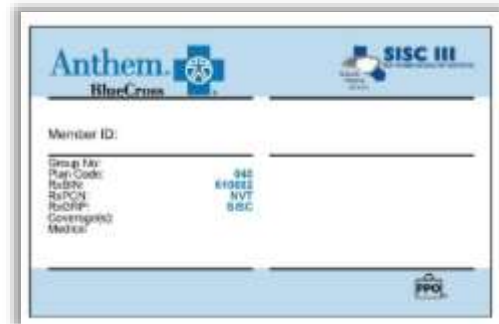 Anthem.
BlueCross
SISC III
Member ID:
Group No:
Plan Code: 040
RxBIN:
RxPCN: NVT
RxGRP: SISC
Coverage(s):
Medical
PPO